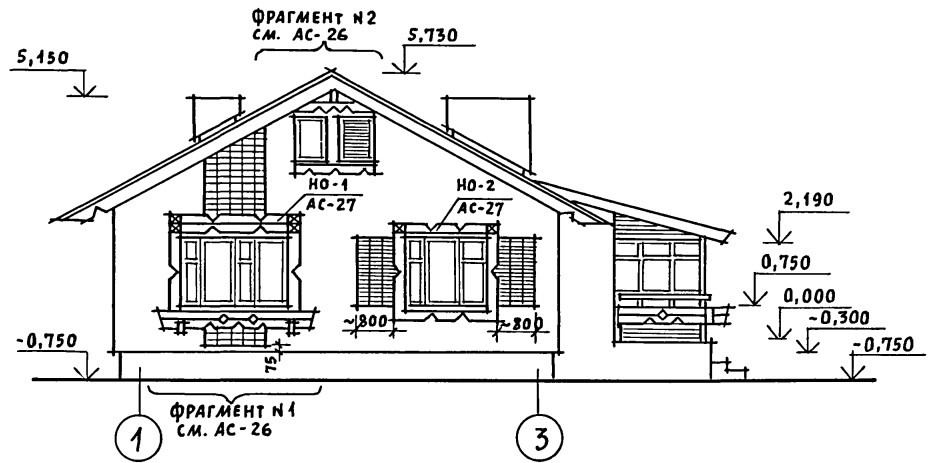 ФРАГМЕНТ N2
СМ. АС-26
5,730
5,150
НО-1
АС-27
НО-2
АС-27
2,190
0,750
0,000
-0,300
-0,750
~800
~800
-0,750
75
ФРАГМЕНТ N1
СМ. АС-26
1
3